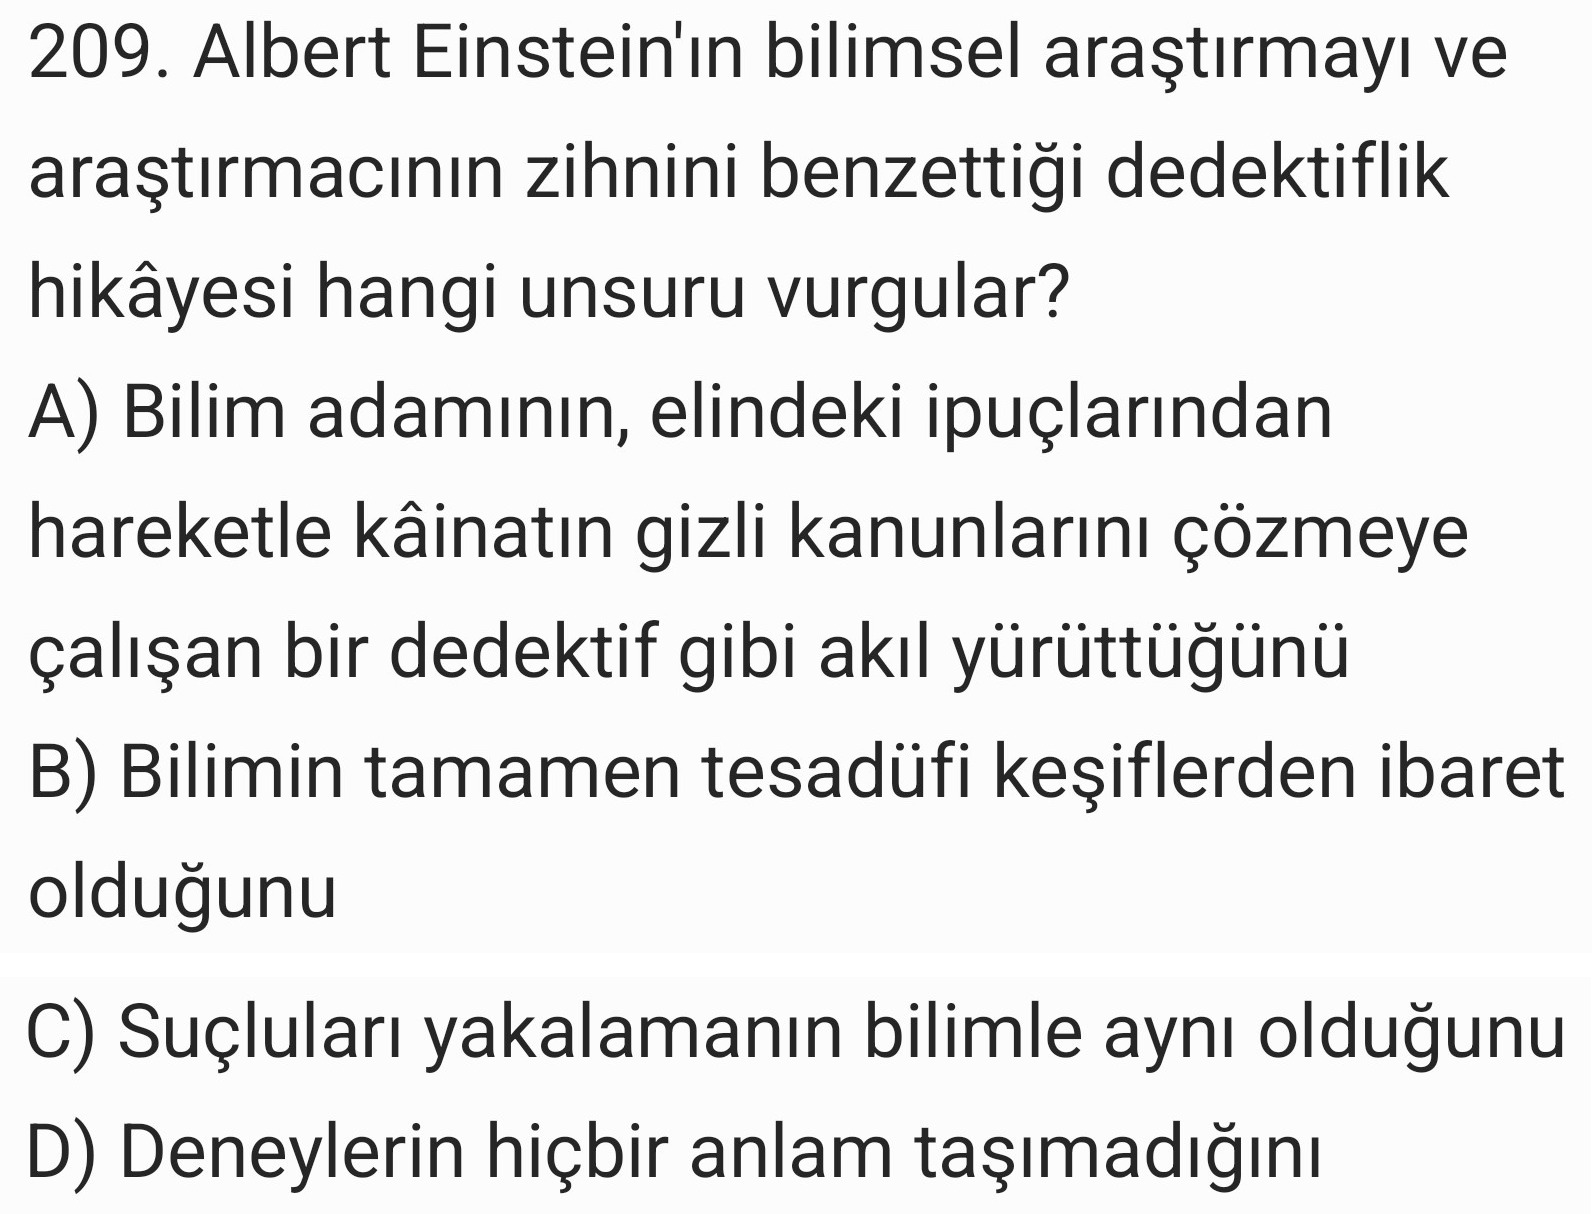 209. Albert Einstein'ın bilimsel araştırmayı ve
araştırmacının zihnini benzettiği dedektiflik
hikâyesi hangi unsuru vurgular?
A) Bilim adamının, elindeki ipuçlarından
hareketle kâinatın gizli kanunlarını çözmeye
çalışan bir dedektif gibi akıl yürüttüğünü
B) Bilimin tamamen tesadüfi keşiflerden ibaret
olduğunu
C) Suçluları yakalamanın bilimle aynı olduğunu
D) Deneylerin hiçbir anlam taşımadığını